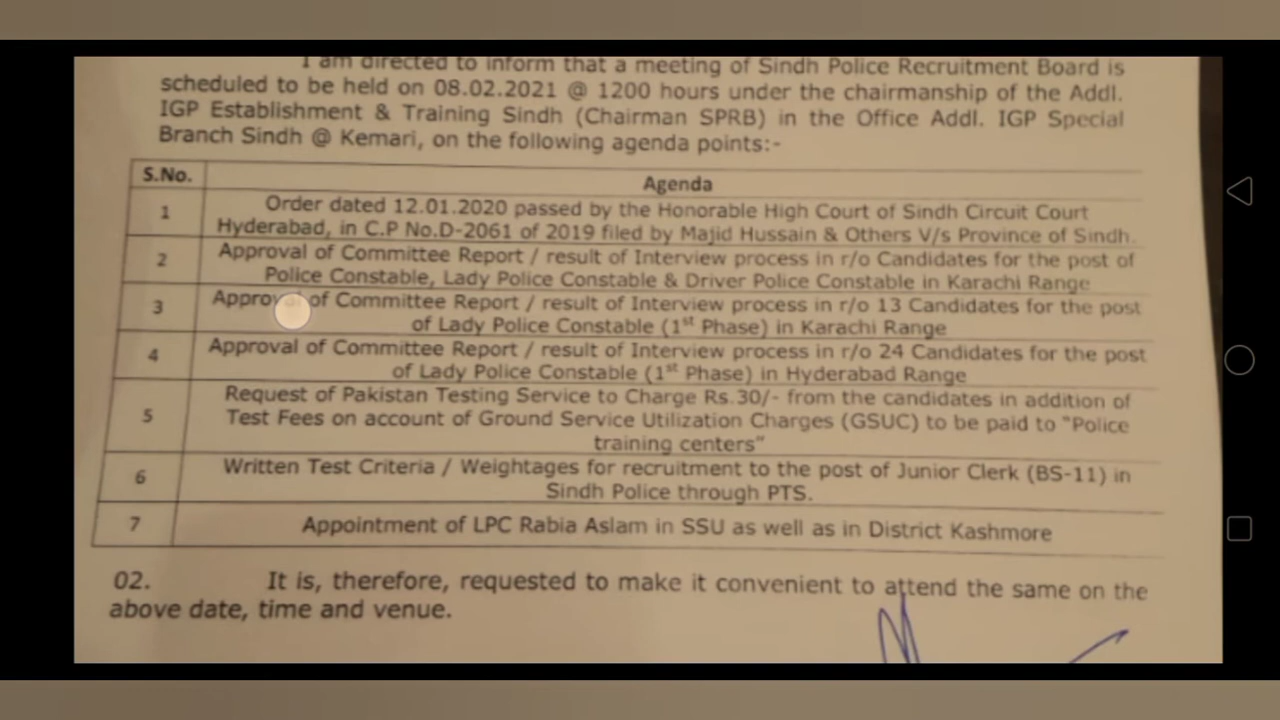 I am directed to inform that a meeting of Sindh Police Recruitment Board is
scheduled to be held on 08.02.2021 @ 1200 hours under the chairmanship of the Addl.
IGP Establishment & Training Sindh (Chairman SPRB) in the Office Addl. IGP Special
Branch Sindh @ Kemari, on the following agenda points:-
S.No.
Agenda
1
Order dated 12.01.2020 passed by the Honorable High Court of Sindh Circuit Court
Hyderabad, in C.P No.D-2061 of 2019 filed by Majid Hussain & Others V/s Province of Sindh.
2
Approval of Committee Report / result of Interview process in r/o Candidates for the post of
Police Constable, Lady Police Constable & Driver Police Constable in Karachi Range
3
Approval of Committee Report / result of Interview process in r/o 13 Candidates for the post
of Lady Police Constable (1st Phase) in Karachi Range
4
Approval of Committee Report / result of Interview process in r/o 24 Candidates for the post
of Lady Police Constable (1st Phase) in Hyderabad Range
5
Request of Pakistan Testing Service to Charge Rs.30/- from the candidates in addition of
Test Fees on account of Ground Service Utilization Charges (GSUC) to be paid to "Police
training centers"
6
Written Test Criteria / Weightages for recruitment to the post of Junior Clerk (BS-11) in
Sindh Police through PTS.
7
Appointment of LPC Rabia Aslam in SSU as well as in District Kashmore
02. It is, therefore, requested to make it convenient to attend the same on the
above date, time and venue.